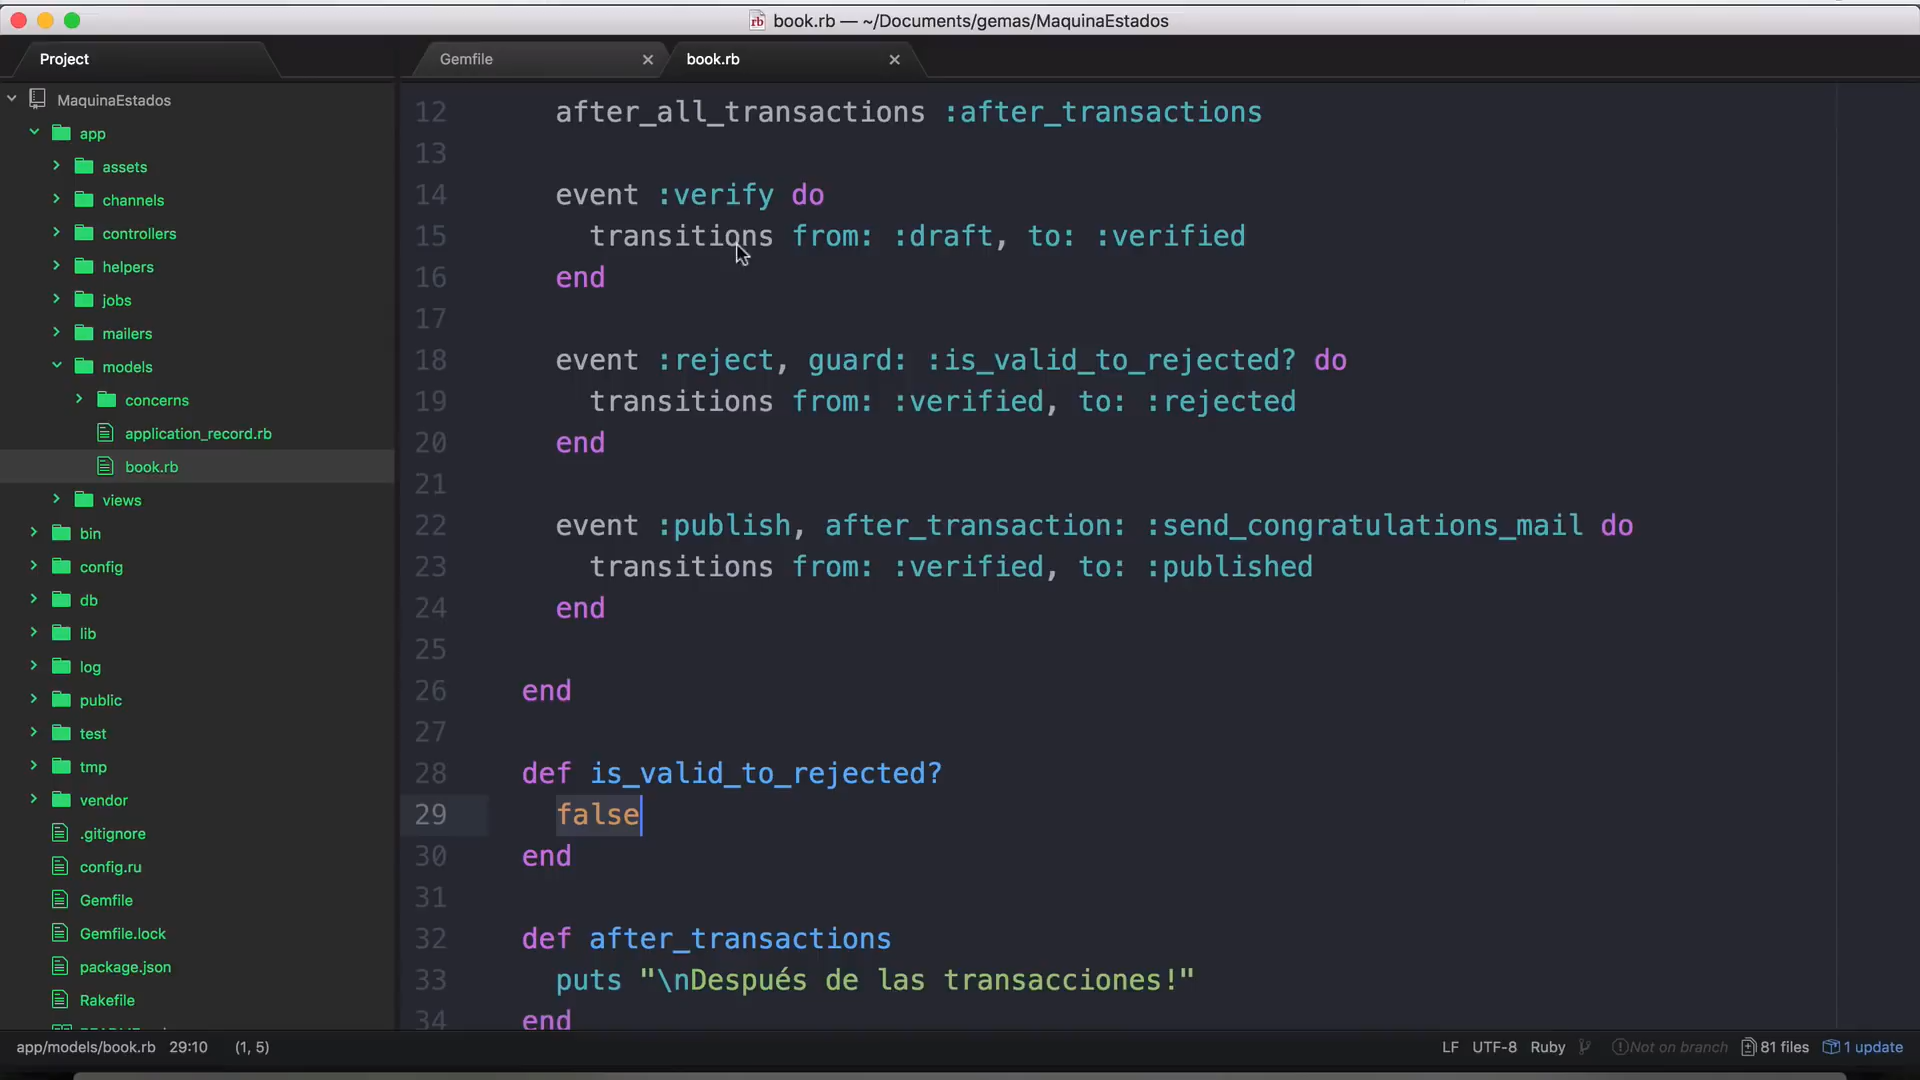 book.rb — ~/Documents/gemas/MaquinaEstados
Project
Gemfile
book.rb
MaquinaEstados
app
assets
channels
controllers
helpers
jobs
mailers
models
concerns
application_record.rb
book.rb
views
bin
config
db
lib
log
public
test
tmp
vendor
.gitignore
config.ru
Gemfile
Gemfile.lock
package.json
Rakefile
12 after_all_transactions :after_transactions
13
14 event :verify do
15 transitions from: :draft, to: :verified
16 end
17
18 event :reject, guard: :is_valid_to_rejected? do
19 transitions from: :verified, to: :rejected
20 end
21
22 event :publish, after_transaction: :send_congratulations_mail do
23 transitions from: :verified, to: :published
24 end
25
26 end
27
28 def is_valid_to_rejected?
29 false
30 end
31
32 def after_transactions
33 puts "\nDespués de las transacciones!"
34 end
app/models/book.rb 29:10 (1, 5)
LF UTF-8 Ruby Not on branch 81 files 1 update